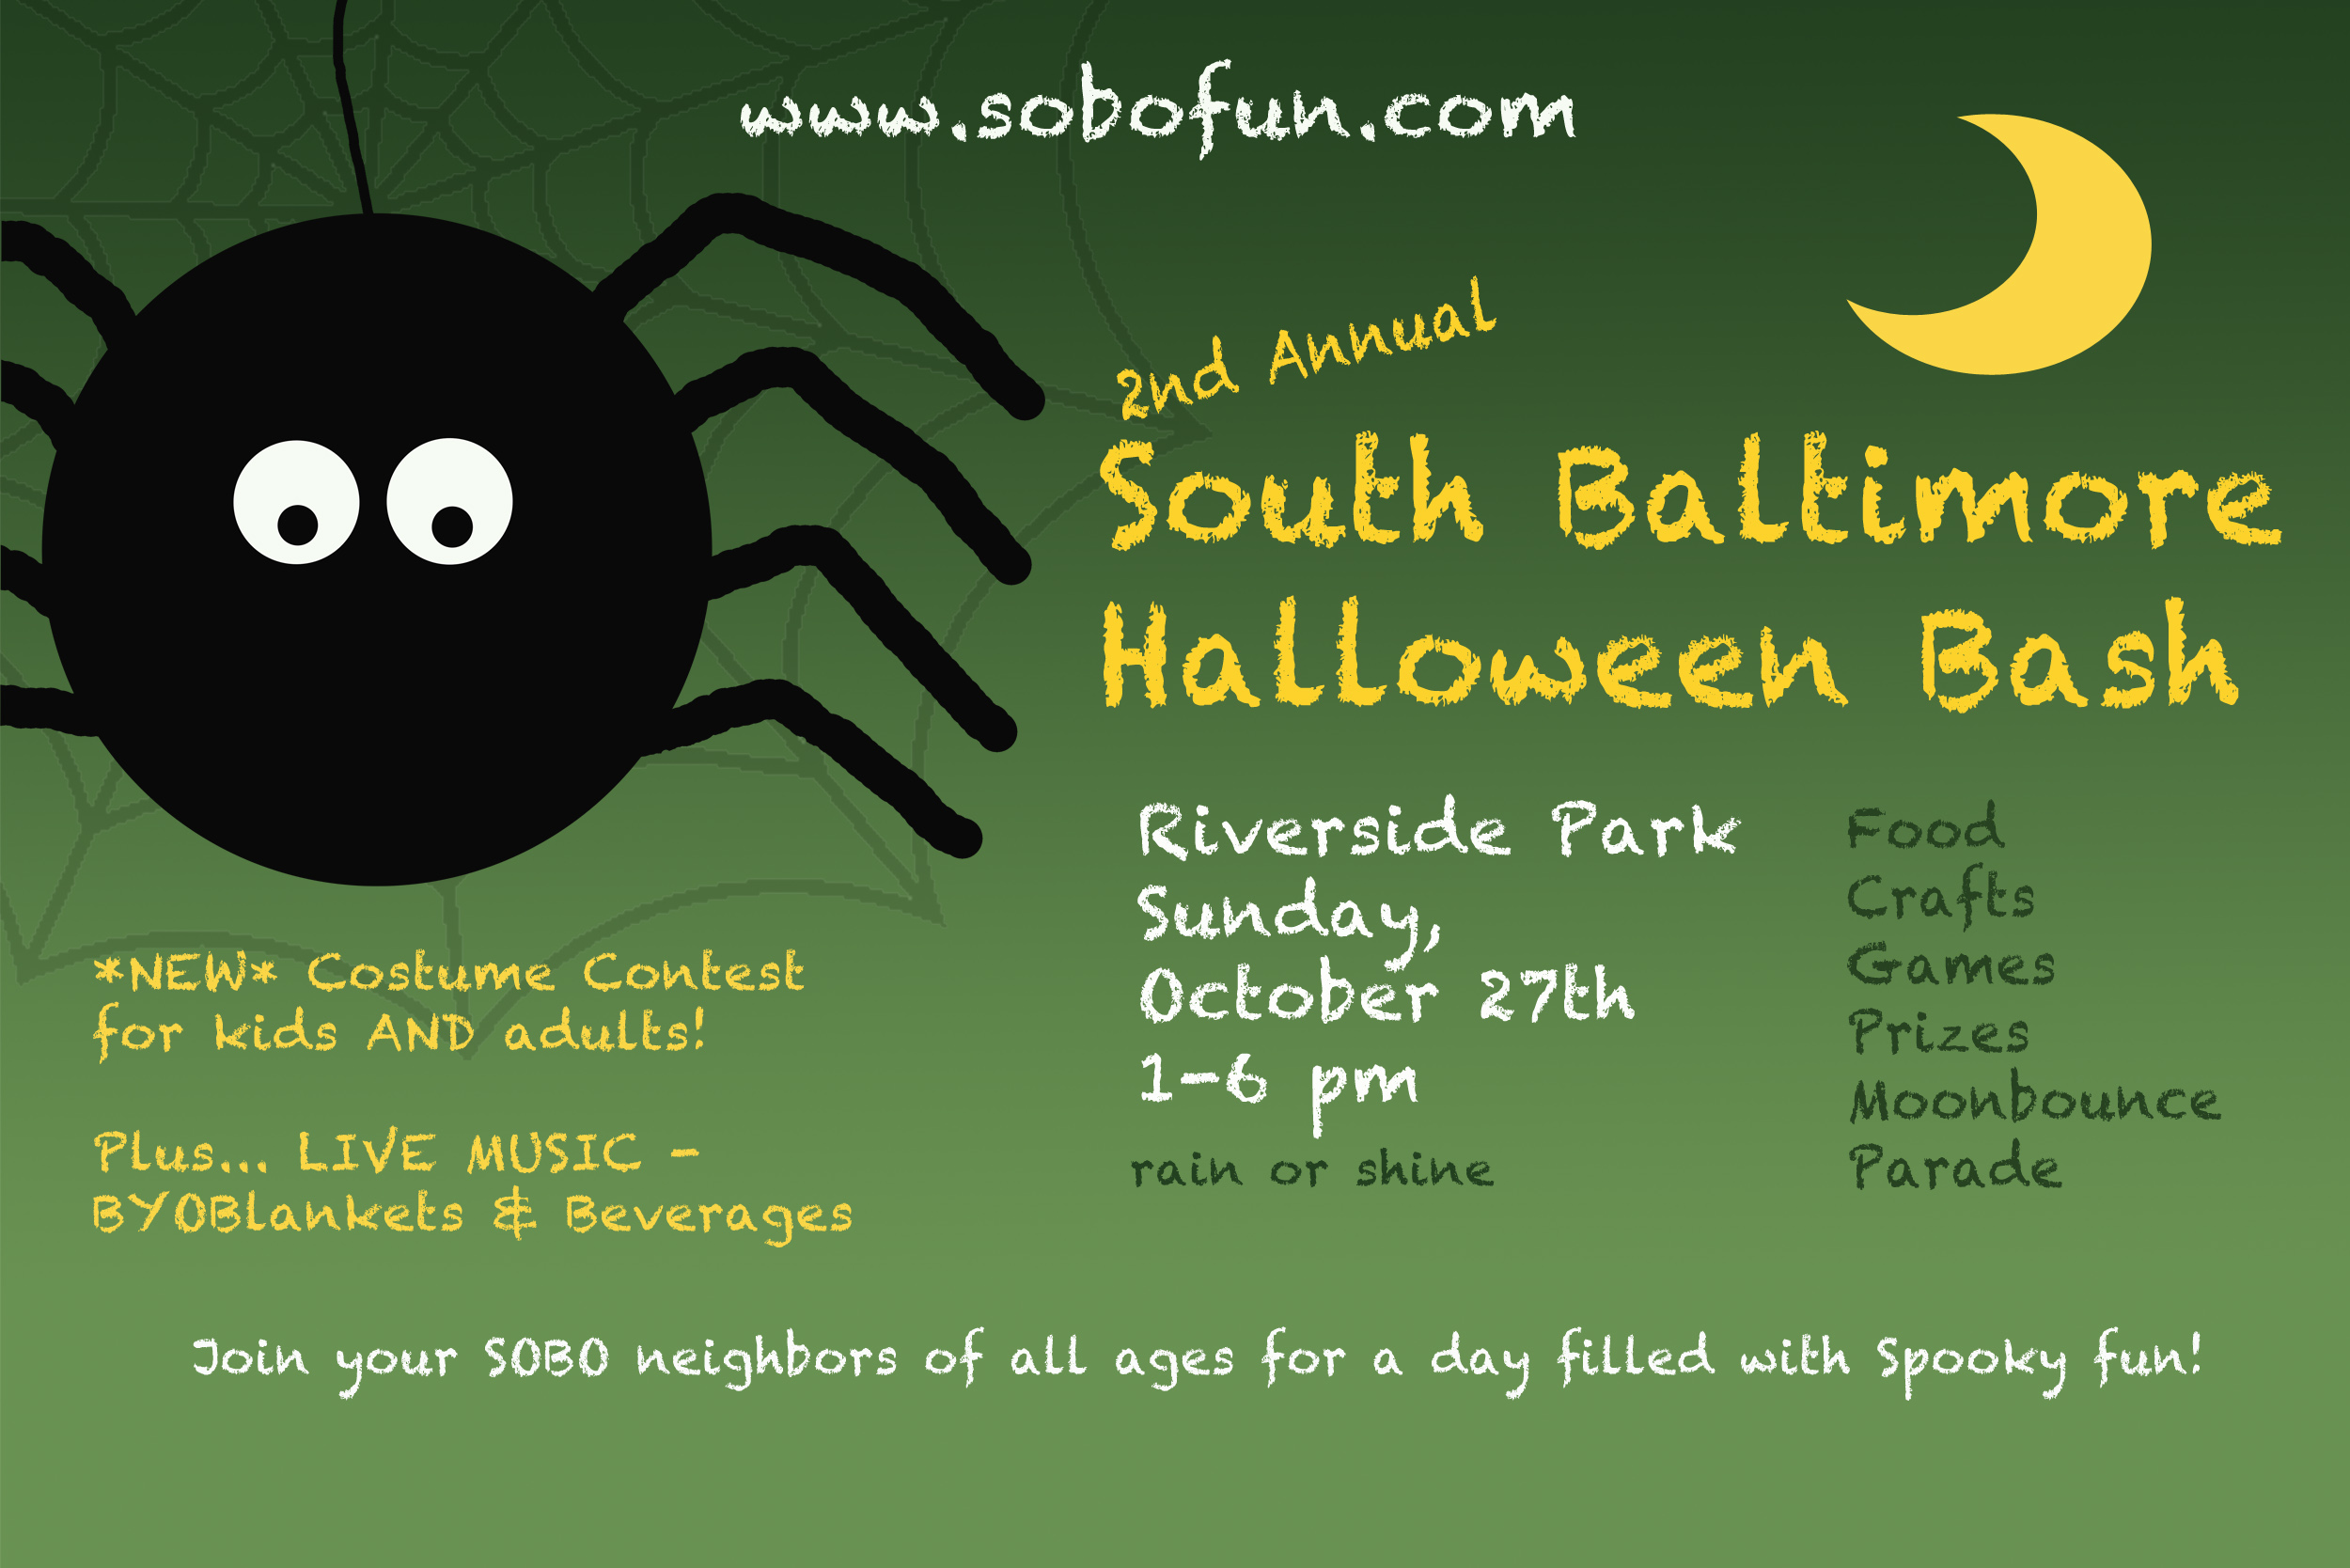 www.sobofun.com
2nd Annual
South Baltimore
Halloween Bash
Riverside Park
Sunday,
October 27th
1-6 pm
rain or shine
Food
Crafts
Games
Prizes
Moonbounce
Parade
*NEW* Costume Contest
for kids AND adults!
Plus... LIVE MUSIC -
BYOBlankets & Beverages
Join your SOBO neighbors of all ages for a day filled with Spooky fun!